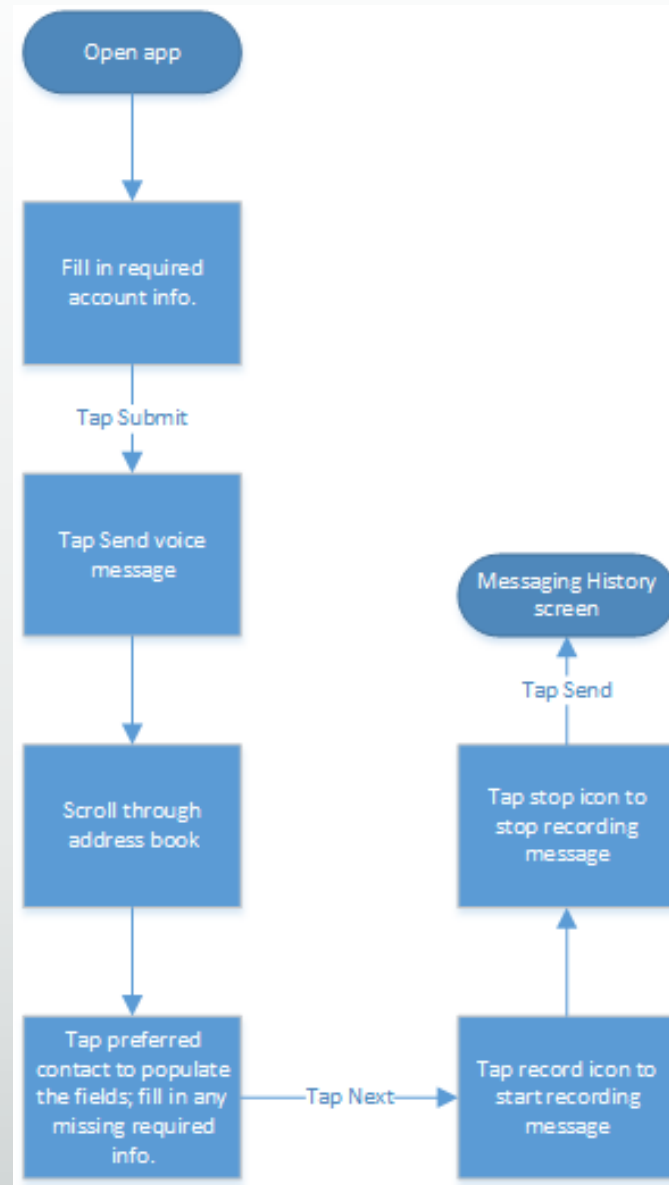 Open app
Fill in required
account info.
Tap Submit
Tap Send voice
message
Scroll through
address book
Tap preferred
contact to populate
the fields; fill in any
missing required
info.
Tap Next
Tap record icon to
start recording
message
Tap stop icon to
stop recording
message
Tap Send
Messaging History
screen